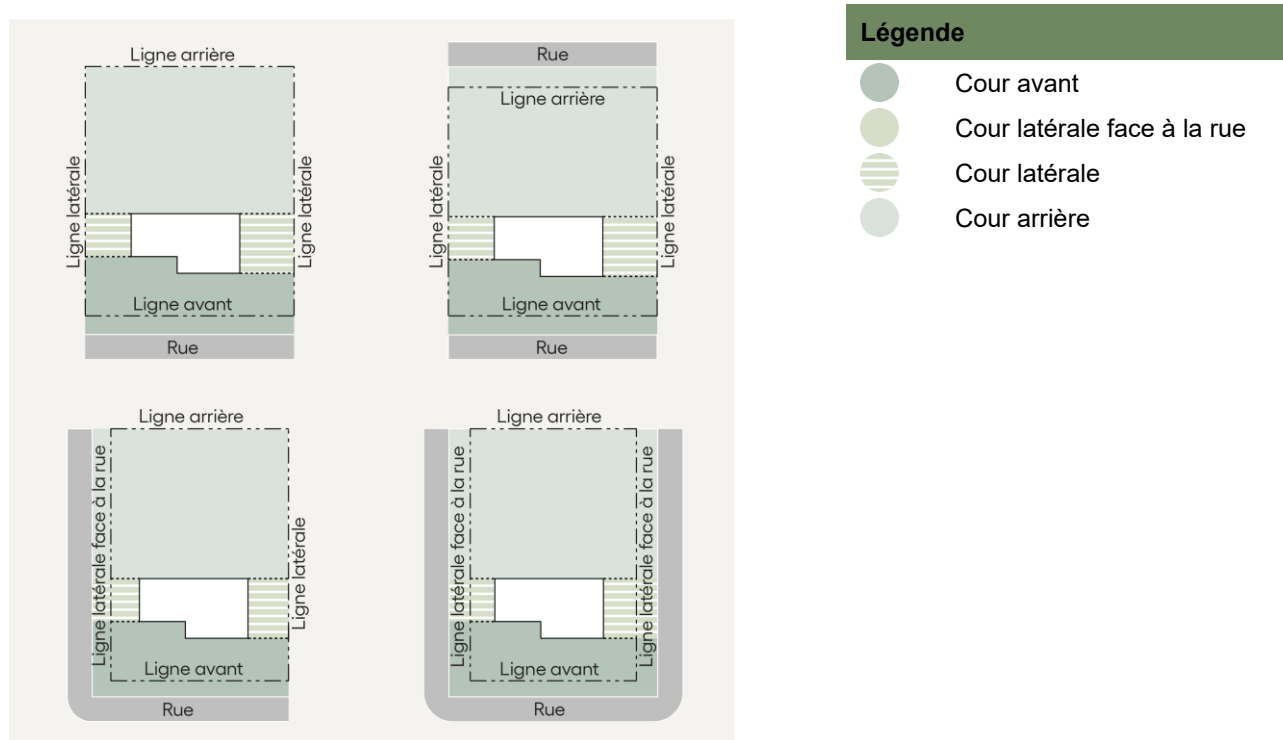 Ligne arrière
Ligne latérale
Ligne latérale
Ligne avant
Rue
Rue
Ligne arrière
Ligne latérale
Ligne latérale
Ligne avant
Rue
Ligne arrière
Ligne latérale face à la rue
Ligne latérale
Ligne avant
Rue
Ligne arrière
Ligne latérale face à la rue
Ligne latérale face à la rue
Ligne avant
Rue
Légende
Cour avant
Cour latérale face à la rue
Cour latérale
Cour arrière